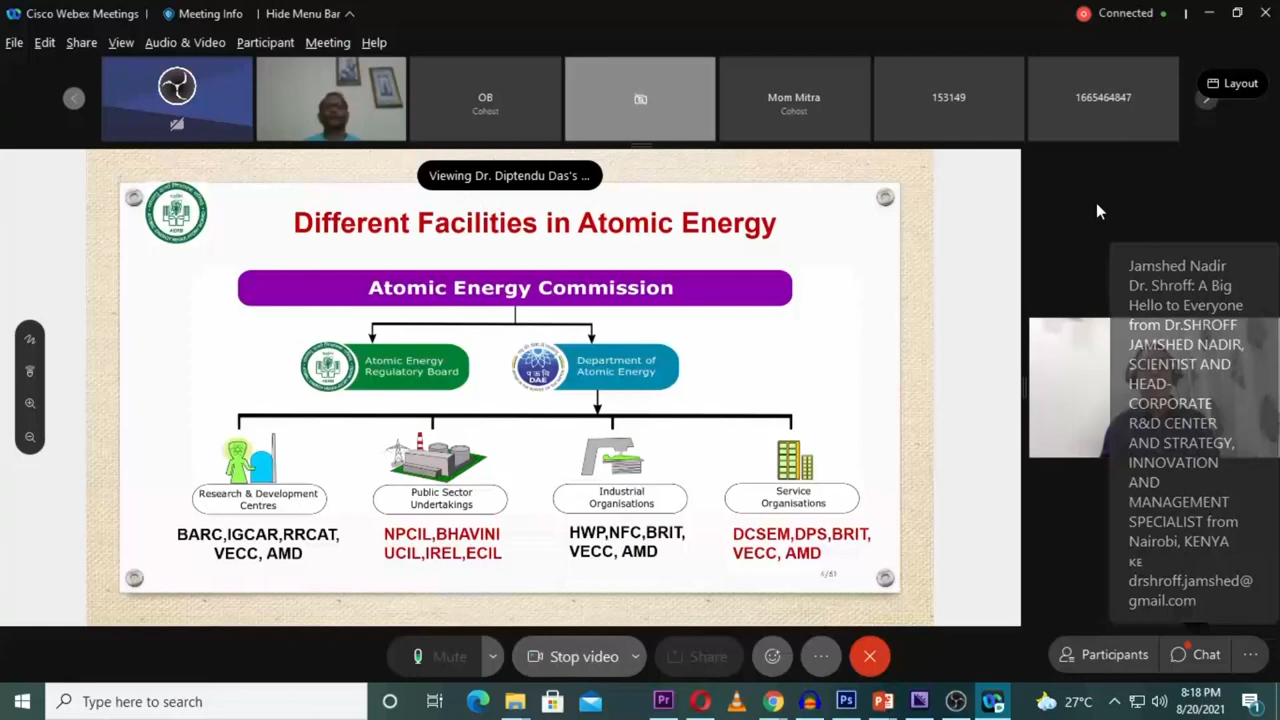 Cisco Webex Meetings
Meeting Info
Hide Menu Bar
Connected
File Edit Share View Audio & Video Participant Meeting Help
OB
Cohost
Mom Mitra
Cohost
153149
1665464847
Layout
Viewing Dr. Diptendu Das's ...
Different Facilities in Atomic Energy
Atomic Energy Commission
Atomic Energy
Regulatory Board
DAE
Department of
Atomic Energy
Research & Development
Centres
Public Sector
Undertakings
Industrial
Organisations
Service
Organisations
BARC,IGCAR,RRCAT,
VECC, AMD
NPCIL,BHAVINI
UCIL,IREL,ECIL
HWP,NFC,BRIT,
VECC, AMD
DCSEM,DPS,BRIT,
VECC, AMD
Jamshed Nadir
Dr. Shroff: A Big
Hello to Everyone
from Dr.SHROFF
JAMSHED NADIR,
SCIENTIST AND
HEAD-
CORPORATE
R&D CENTER
AND STRATEGY,
INNOVATION
AND
MANAGEMENT
SPECIALIST from
Nairobi, KENYA
KE
drshroff.jamshed@
gmail.com
Mute
Stop video
Share
Participants
Chat
Type here to search
Pr
Ps
27°C
8:18 PM
8/20/2021